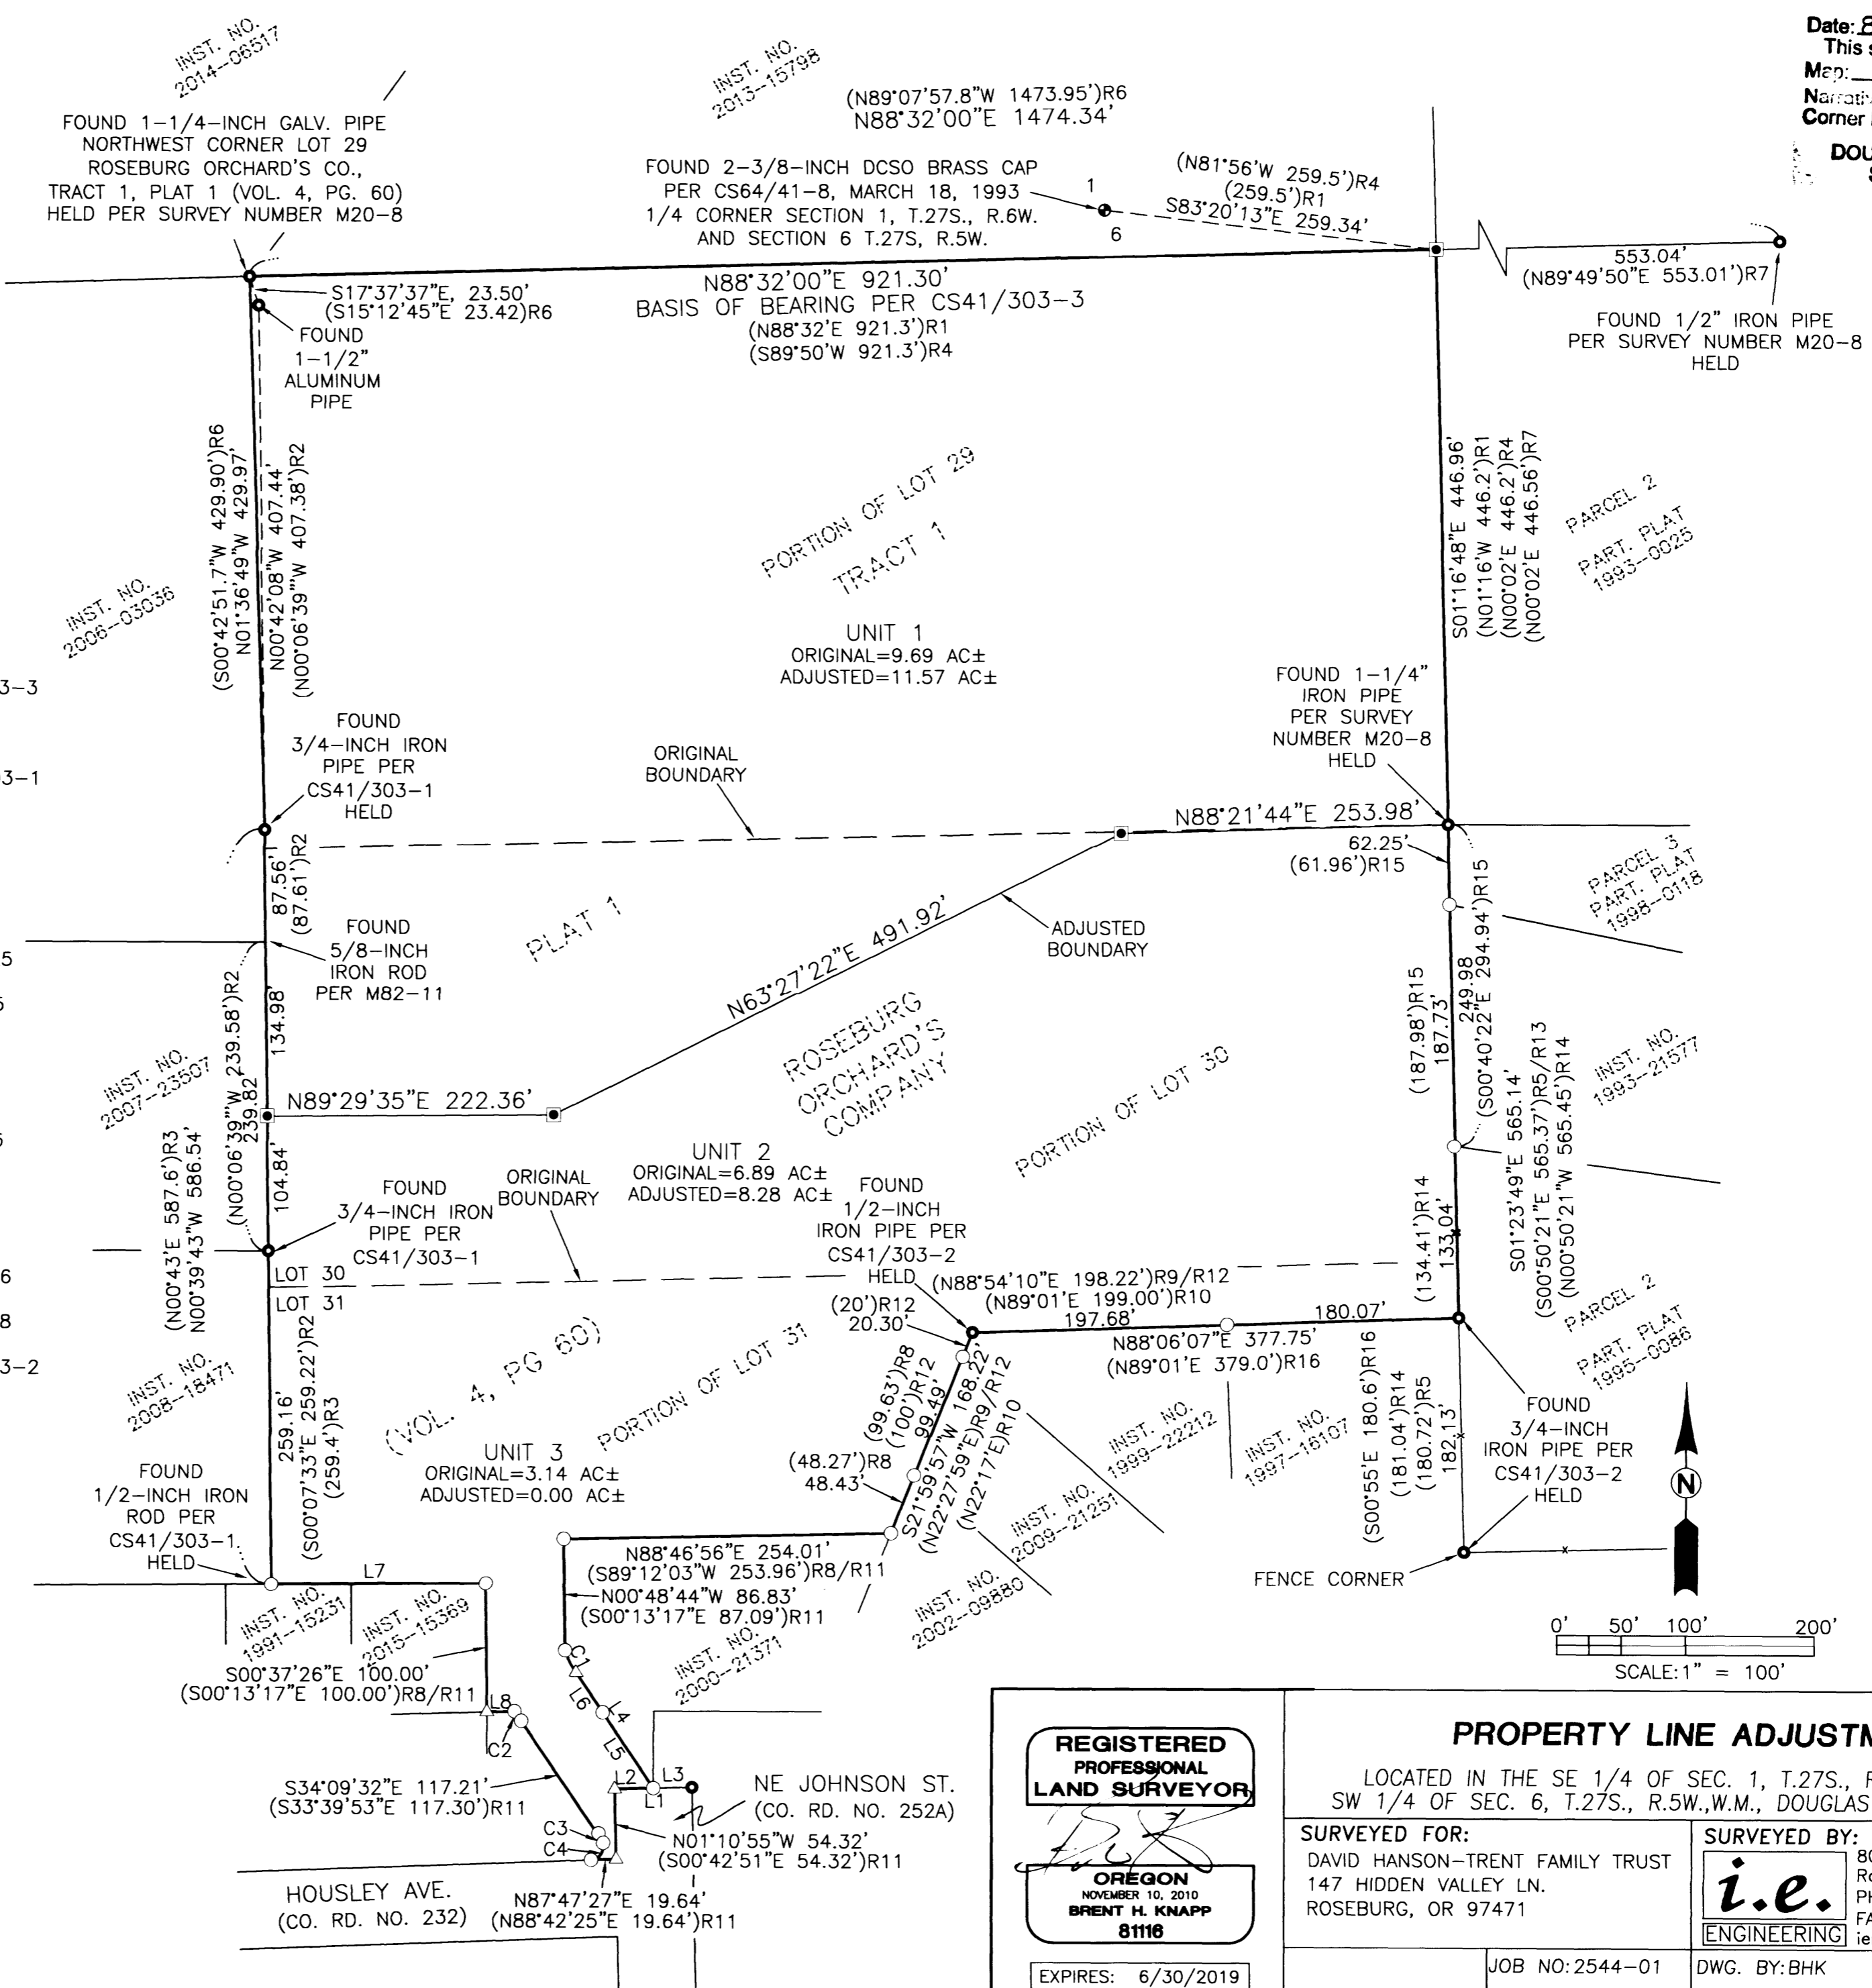 INST. NO.
2014-06517
FOUND 1-1/4-INCH GALV. PIPE
NORTHWEST CORNER LOT 29
ROSEBURG ORCHARD'S CO.,
TRACT 1, PLAT 1 (VOL. 4, PG. 60)
HELD PER SURVEY NUMBER M20-8
INST. NO.
2013-15798
(N89°07'57.8"W 1473.95')R6
N88°32'00"E 1474.34'
FOUND 2-3/8-INCH DCSO BRASS CAP
PER CS64/41-8, MARCH 18, 1993
1/4 CORNER SECTION 1, T.27S., R.6W.
AND SECTION 6 T.27S, R.5W.
1
6
(N81°56'W 259.5')R4
(259.5')R1
S83°20'13"E 259.34'
Date:
This
Map:
Corner
553.04'
(N89°49'50"E 553.01')R7
FOUND 1/2" IRON PIPE
PER SURVEY NUMBER M20-8
HELD
N88°32'00"E 921.30'
BASIS OF BEARING PER CS41/303-3
(N88°32'E 921.3')R1
(S89°50'W 921.3')R4
S17°37'37"E, 23.50'
(S15°12'45"E 23.42)R6
FOUND
1-1/2"
ALUMINUM
PIPE
(S00°42'51.7"W 429.90')R6
N01°36'49"W 429.97'
N00°42'08"W 407.44'
(N00°06'39"W 407.38')R2
INST. NO.
2006-03036
PORTION OF LOT 29
TRACT 1
UNIT 1
ORIGINAL=9.69 AC±
ADJUSTED=11.57 AC±
S01°16'48"E 446.96'
(N01°16'W 446.2')R1
(N00°02'E 446.2')R4
(N00°02'E 446.56')R7
PARCEL 2
PART. PLAT
1993-0025
3-3
3-1
FOUND
3/4-INCH IRON
PIPE PER
CS41/303-1
HELD
ORIGINAL
BOUNDARY
FOUND 1-1/4"
IRON PIPE
PER SURVEY
NUMBER M20-8
HELD
N88°21'44"E 253.98'
62.25'
(61.96')R15
PARCEL 3
PART. PLAT
1998-0118
87.56'
(87.61')R2
FOUND
5/8-INCH
IRON ROD
PER M82-11
PLAT 1
N63°27'22"E 491.92'
ADJUSTED
BOUNDARY
5
5
(N00°06'39"W 239.58')R2
239.82
134.98'
INST. NO.
2007-23507
N89°29'35"E 222.36'
ROSEBURG
ORCHARD'S
COMPANY
PORTION OF LOT 30
(187.98')R15
187.73'
249.98
(S00°40'22"E 294.94')R15
S01°23'49"E 565.14'
(S00°50'21"E 565.37')R5/R13
(N00°50'21"W 565.45')R14
INST. NO.
1993-21577
(N00°43'E 587.6')R3
N00°39'43"W 586.54'
104.84'
UNIT 2
ORIGINAL=6.89 AC±
ADJUSTED=8.28 AC±
FOUND
3/4-INCH IRON
PIPE PER
CS41/303-1
ORIGINAL
BOUNDARY
FOUND
1/2-INCH
IRON PIPE PER
CS41/303-2
HELD
6
8
3-2
LOT 30
LOT 31
(N88°54'10"E 198.22')R9/R12
(N89°01'E 199.00')R10
197.68'
180.07'
N88°06'07"E 377.75'
(N89°01'E 379.0')R16
(20')R12
20.30'
(134.41')R14
133.04'
PARCEL 2
PART. PLAT
1995-0086
INST. NO.
2008-18471
259.16'
(S00°07'33"E 259.22')R2
(259.4')R3
(VOL. 4, PG 60)
PORTION OF LOT 31
UNIT 3
ORIGINAL=3.14 AC±
ADJUSTED=0.00 AC±
(99.63')R8
(100')R12
99.49'
S21°59'57"W 168.22'
(N22°27'59"E)R9/R12
(N22°17'E)R10
(48.27')R8
48.43'
INST. NO.
1999-22212
INST. NO.
1997-16107
INST. NO.
2009-21251
INST. NO.
2002-09880
(S00°55'E 180.6')R16
(181.04')R14
(180.72')R5
182.13'
FOUND
3/4-INCH
IRON PIPE PER
CS41/303-2
HELD
FENCE CORNER
N
0' 50' 100' 200'
SCALE:1" = 100'
FOUND
1/2-INCH IRON
ROD PER
CS41/303-1
HELD
L7
INST. NO.
1991-15231
INST. NO.
2015-15369
N88°46'56"E 254.01'
(S89°12'03"W 253.96')R8/R11
N00°48'44"W 86.83'
(S00°13'17"E 87.09')R11
INST. NO.
2000-21371
S00°37'26"E 100.00'
(S00°13'17"E 100.00')R8/R11
L8
C2
C1
L6
L4
L5
L2
L3
L1
S34°09'32"E 117.21'
(S33°39'53"E 117.30')R11
C3
C4
NE JOHNSON ST.
(CO. RD. NO. 252A)
N01°10'55"W 54.32'
(S00°42'51"E 54.32')R11
HOUSLEY AVE.
(CO. RD. NO. 232)
N87°47'27"E 19.64'
(N88°42'25"E 19.64')R11
REGISTERED
PROFESSIONAL
LAND SURVEYOR
OREGON
NOVEMBER 10, 2010
BRENT H. KNAPP
81116
EXPIRES: 6/30/2019
PROPERTY LINE ADJUSTM
LOCATED IN THE SE 1/4 OF SEC. 1, T.27S.,
SW 1/4 OF SEC. 6, T.27S., R.5W.,W.M., DOUGLAS
SURVEYED FOR:
DAVID HANSON-TRENT FAMILY TRUST
147 HIDDEN VALLEY LN.
ROSEBURG, OR 97471
SURVEYED BY:
i.e.
ENGINEERING
JOB NO:2544-01
DWG. BY:BHK